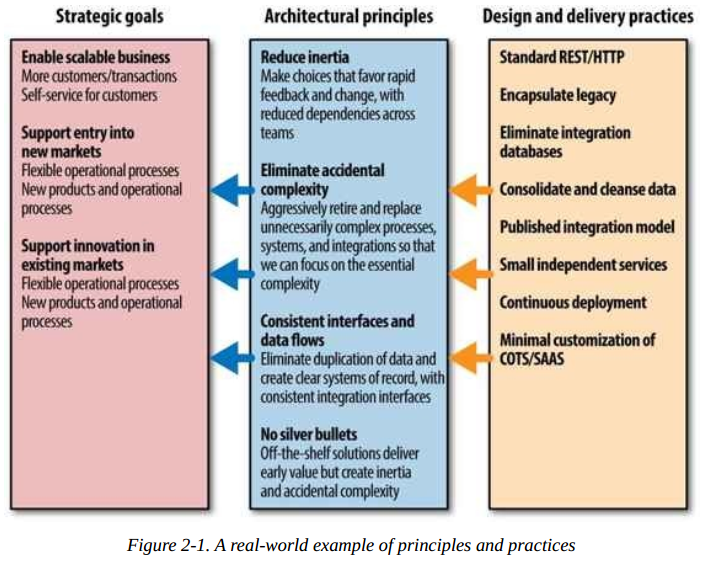 Strategic goals
Enable scalable business
More customers/transactions
Self-service for customers
Support entry into
new markets
Flexible operational processes
New products and operational
processes
Support innovation in
existing markets
Flexible operational processes
New products and operational
processes
Architectural principles
Reduce inertia
Make choices that favor rapid
feedback and change, with
reduced dependencies across
teams
Eliminate accidental
complexity
Aggressively retire and replace
unnecessarily complex processes,
systems, and integrations so that
we can focus on the essential
complexity
Consistent interfaces and
data flows
Eliminate duplication of data and
create clear systems of record, with
consistent integration interfaces
No silver bullets
Off-the-shelf solutions deliver
early value but create inertia
and accidental complexity
Design and delivery practices
Standard REST/HTTP
Encapsulate legacy
Eliminate integration
databases
Consolidate and cleanse data
Published integration model
Small independent services
Continuous deployment
Minimal customization of
COTS/SAAS
Figure 2-1. A real-world example of principles and practices